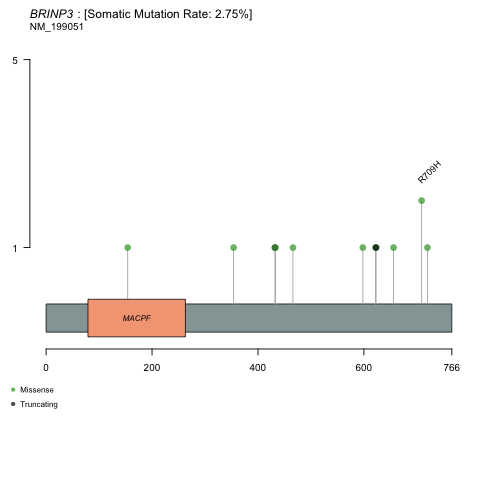 BRINP3 : [Somatic Mutation Rate: 2.75%]
NM_199051
5
R709H
1
MACPF
0 200 400 600 766
Missense
Truncating